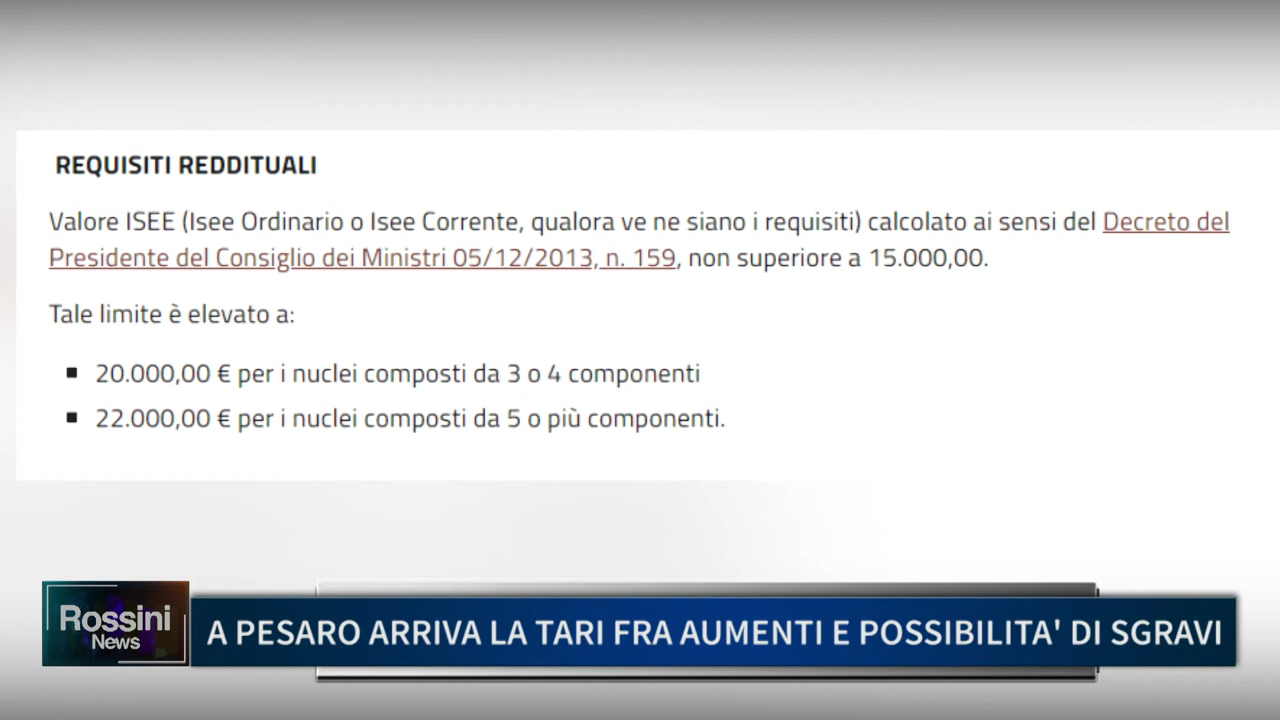 REQUISITI REDDITUALI
Valore ISEE (Isee Ordinario o Isee Corrente, qualora ve ne siano i requisiti) calcolato ai sensi del Decreto del
Presidente del Consiglio dei Ministri 05/12/2013, n. 159, non superiore a 15.000,00.
Tale limite è elevato a:
▪ 20.000,00 € per i nuclei composti da 3 o 4 componenti
▪ 22.000,00 € per i nuclei composti da 5 o più componenti.
Rossini
News
A PESARO ARRIVA LA TARI FRA AUMENTI E POSSIBILITA' DI SGRAVI